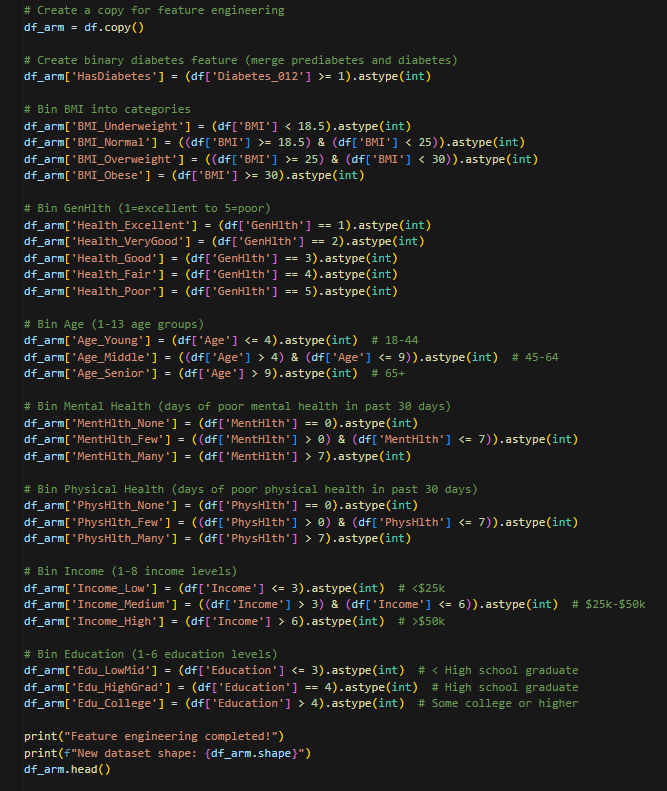 # Create a copy for feature engineering
df_arm = df.copy()
# Create binary diabetes feature (merge prediabetes and diabetes)
df_arm['HasDiabetes'] = (df['Diabetes_012'] >= 1).astype(int)
# Bin BMI into categories
df_arm['BMI_Underweight'] = (df['BMI'] < 18.5).astype(int)
df_arm['BMI_Normal'] = ((df['BMI'] >= 18.5) & (df['BMI'] < 25)).astype(int)
df_arm['BMI_Overweight'] = ((df['BMI'] >= 25) & (df['BMI'] < 30)).astype(int)
df_arm['BMI_Obese'] = (df['BMI'] >= 30).astype(int)
# Bin GenHlth (1=excellent to 5=poor)
df_arm['Health_Excellent'] = (df['GenHlth'] == 1).astype(int)
df_arm['Health_VeryGood'] = (df['GenHlth'] == 2).astype(int)
df_arm['Health_Good'] = (df['GenHlth'] == 3).astype(int)
df_arm['Health_Fair'] = (df['GenHlth'] == 4).astype(int)
df_arm['Health_Poor'] = (df['GenHlth'] == 5).astype(int)
# Bin Age (1-13 age groups)
df_arm['Age_Young'] = (df['Age'] <= 4).astype(int)  # 18-44
df_arm['Age_Middle'] = ((df['Age'] > 4) & (df['Age'] <= 9)).astype(int)  # 45-64
df_arm['Age_Senior'] = (df['Age'] > 9).astype(int)  # 65+
# Bin Mental Health (days of poor mental health in past 30 days)
df_arm['MentHlth_None'] = (df['MentHlth'] == 0).astype(int)
df_arm['MentHlth_Few'] = ((df['MentHlth'] > 0) & (df['MentHlth'] <= 7)).astype(int)
df_arm['MentHlth_Many'] = (df['MentHlth'] > 7).astype(int)
# Bin Physical Health (days of poor physical health in past 30 days)
df_arm['PhysHlth_None'] = (df['PhysHlth'] == 0).astype(int)
df_arm['PhysHlth_Few'] = ((df['PhysHlth'] > 0) & (df['PhysHlth'] <= 7)).astype(int)
df_arm['PhysHlth_Many'] = (df['PhysHlth'] > 7).astype(int)
# Bin Income (1-8 income levels)
df_arm['Income_Low'] = (df['Income'] <= 3).astype(int)  # <$25k
df_arm['Income_Medium'] = ((df['Income'] > 3) & (df['Income'] <= 6)).astype(int)  # $25k-$50k
df_arm['Income_High'] = (df['Income'] > 6).astype(int)  # >$50k
# Bin Education (1-6 education levels)
df_arm['Edu_LowMid'] = (df['Education'] <= 3).astype(int)  # < High school graduate
df_arm['Edu_HighGrad'] = (df['Education'] == 4).astype(int)  # High school graduate
df_arm['Edu_College'] = (df['Education'] > 4).astype(int)  # Some college or higher
print("Feature engineering completed!")
print(f"New dataset shape: {df_arm.shape}")
df_arm.head()